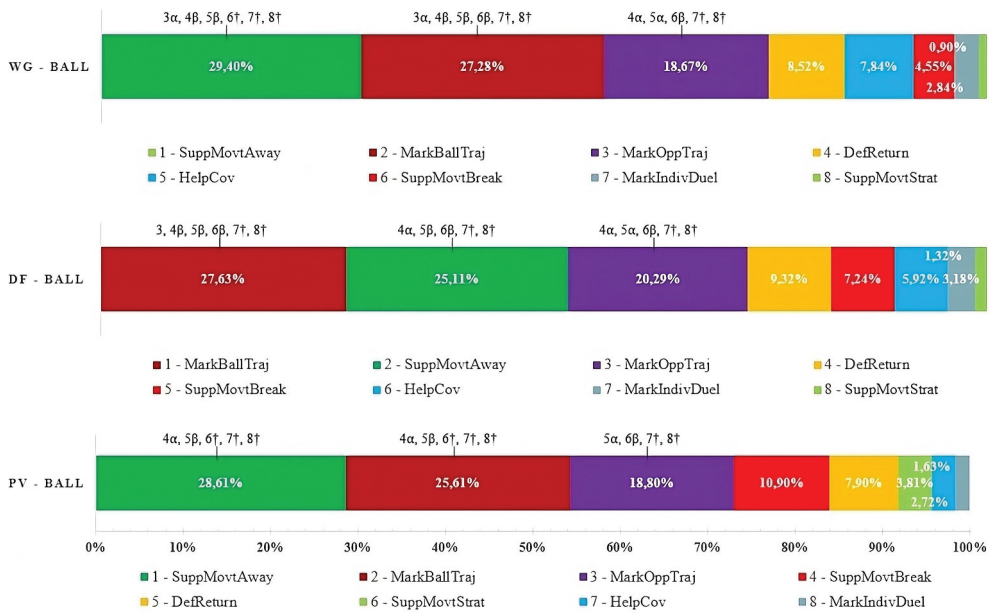 3α, 4β, 5β, 6†, 7†, 8† 3α, 4β, 5β, 6β, 7†, 8† 4α, 5α, 6β, 7†, 8†
WG - BALL 29,40% 27,28% 18,67% 8,52% 7,84% 4,55% 0,90% 2,84%
1 - SuppMovtAway 2 - MarkBallTraj 3 - MarkOppTraj 4 - DefReturn
5 - HelpCov 6 - SuppMovtBreak 7 - MarkIndivDuel 8 - SuppMovtStrat
3, 4β, 5β, 6β, 7†, 8† 4α, 5β, 6β, 7†, 8† 4α, 5α, 6β, 7†, 8†
DF - BALL 27,63% 25,11% 20,29% 9,32% 7,24% 5,92% 1,32% 3,18%
1 - MarkBallTraj 2 - SuppMovtAway 3 - MarkOppTraj 4 - DefReturn
5 - SuppMovtBreak 6 - HelpCov 7 - MarkIndivDuel 8 - SuppMovtStrat
4α, 5β, 6†, 7†, 8† 4α, 5β, 6†, 7†, 8† 5α, 6β, 7†, 8†
PV - BALL 28,61% 25,61% 18,80% 10,90% 7,90% 3,81% 1,63% 2,72%
0% 10% 20% 30% 40% 50% 60% 70% 80% 90% 100%
1 - SuppMovtAway 2 - MarkBallTraj 3 - MarkOppTraj 4 - SuppMovtBreak
5 - DefReturn 6 - SuppMovtStrat 7 - HelpCov 8 - MarkIndivDuel